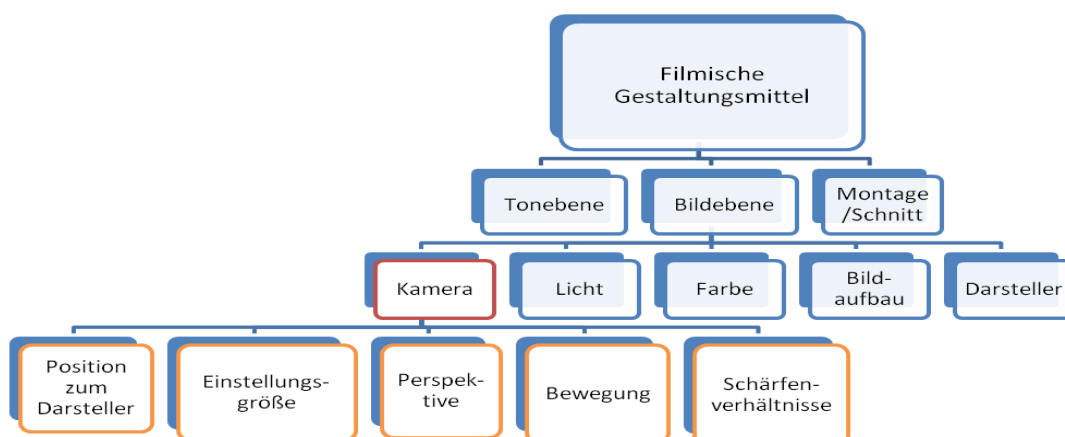 Filmische
Gestaltungsmittel
Tonebene
Bildebene
Montage
/Schnitt
Kamera
Licht
Farbe
Bild-
aufbau
Darsteller
Position
zum
Darsteller
Einstellungs-
größe
Perspek-
tive
Bewegung
Schärfen-
verhältnisse